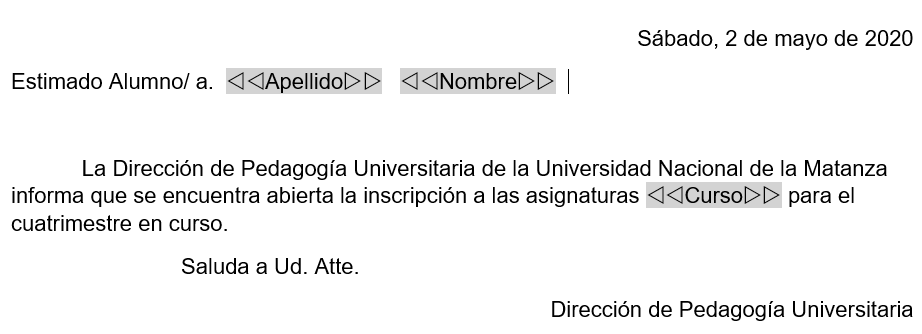 Sábado, 2 de mayo de 2020
Estimado Alumno/ a. ◁◁Apellido▷▷ ◁◁Nombre▷▷
La Dirección de Pedagogía Universitaria de la Universidad Nacional de la Matanza
informa que se encuentra abierta la inscripción a las asignaturas ◁◁Curso▷▷ para el
cuatrimestre en curso.
Saluda a Ud. Atte.
Dirección de Pedagogía Universitaria